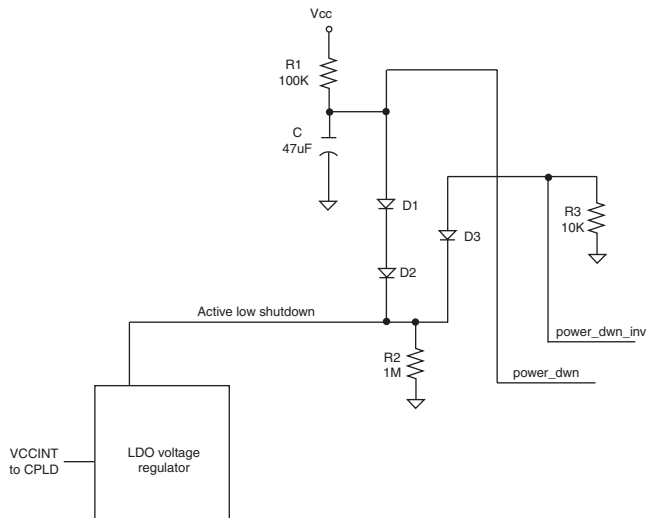 Vcc
R1
100K
C
47uF
D1
R3
10K
D3
D2
Active low shutdown
power_dwn_inv
R2
1M
power_dwn
VCCINT
to CPLD
LDO voltage
regulator